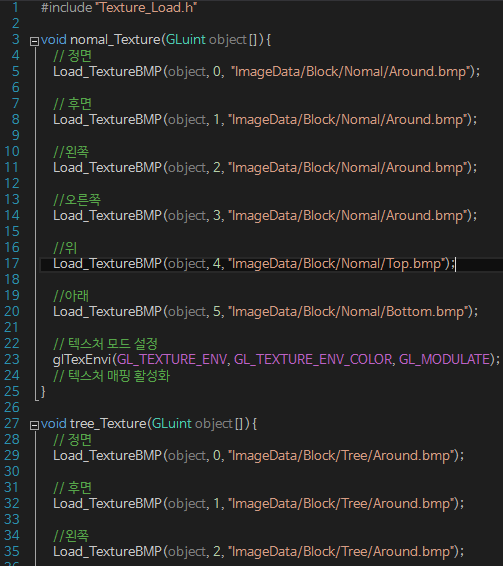 1 #include "Texture_Load.h"
2
3 void nomal_Texture(GLuint object[]) {
4 // 정면
5 Load_TextureBMP(object, 0, "ImageData/Block/Nomal/Around.bmp");
6
7 // 후면
8 Load_TextureBMP(object, 1, "ImageData/Block/Nomal/Around.bmp");
9
10 //왼쪽
11 Load_TextureBMP(object, 2, "ImageData/Block/Nomal/Around.bmp");
12
13 //오른쪽
14 Load_TextureBMP(object, 3, "ImageData/Block/Nomal/Around.bmp");
15
16 //위
17 Load_TextureBMP(object, 4, "ImageData/Block/Nomal/Top.bmp");
18
19 //아래
20 Load_TextureBMP(object, 5, "ImageData/Block/Nomal/Bottom.bmp");
21
22 // 텍스처 모드 설정
23 glTexEnvi(GL_TEXTURE_ENV, GL_TEXTURE_ENV_COLOR, GL_MODULATE);
24 // 텍스처 매핑 활성화
25 }
26
27 void tree_Texture(GLuint object[]) {
28 // 정면
29 Load_TextureBMP(object, 0, "ImageData/Block/Tree/Around.bmp");
30
31 // 후면
32 Load_TextureBMP(object, 1, "ImageData/Block/Tree/Around.bmp");
33
34 //왼쪽
35 Load_TextureBMP(object, 2, "ImageData/Block/Tree/Around.bmp");